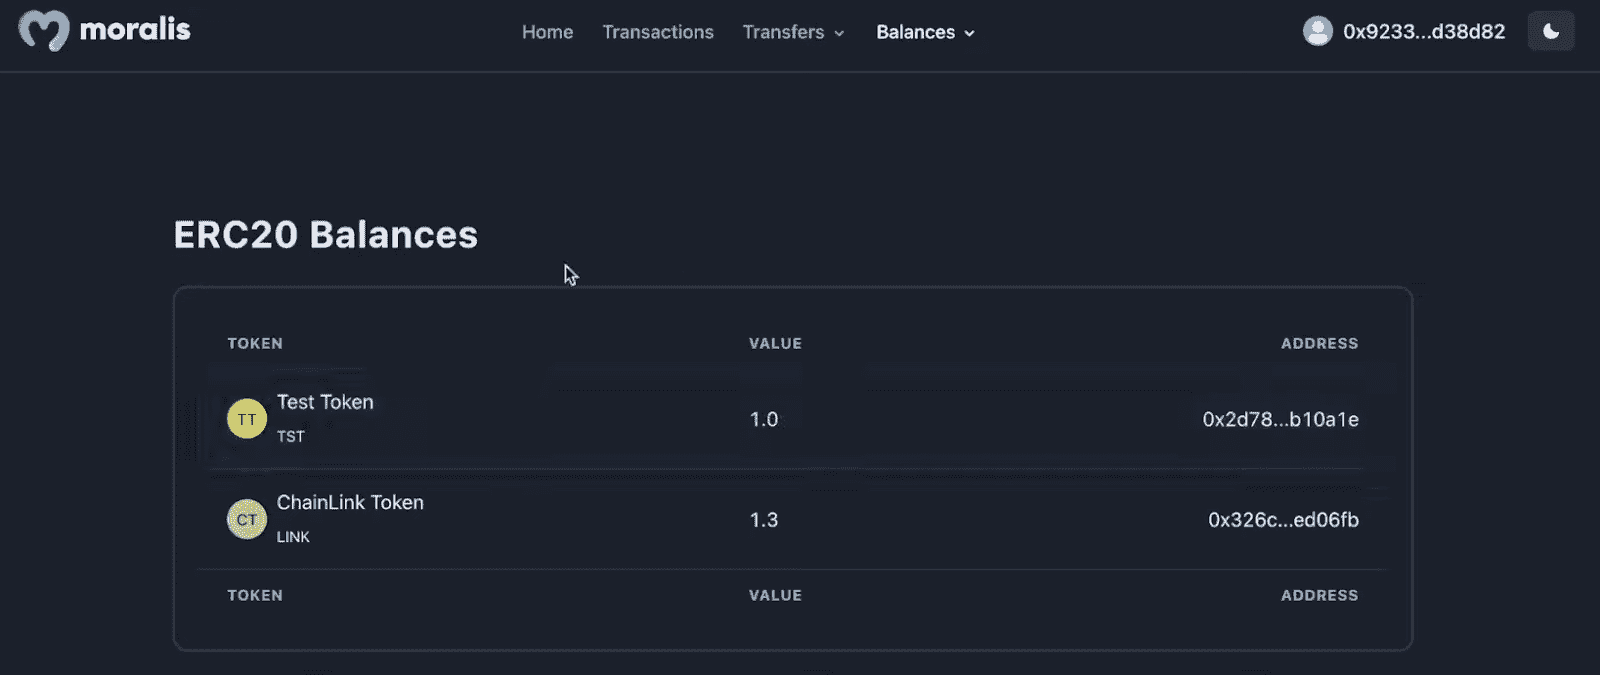 moralis
Home Transactions Transfers Balances
0x9233...d38d82
ERC20 Balances
TOKEN VALUE ADDRESS
TT Test Token 1.0 0x2d78...b10a1e
TST
CT ChainLink Token 1.3 0x326c...ed06fb
LINK
TOKEN VALUE ADDRESS